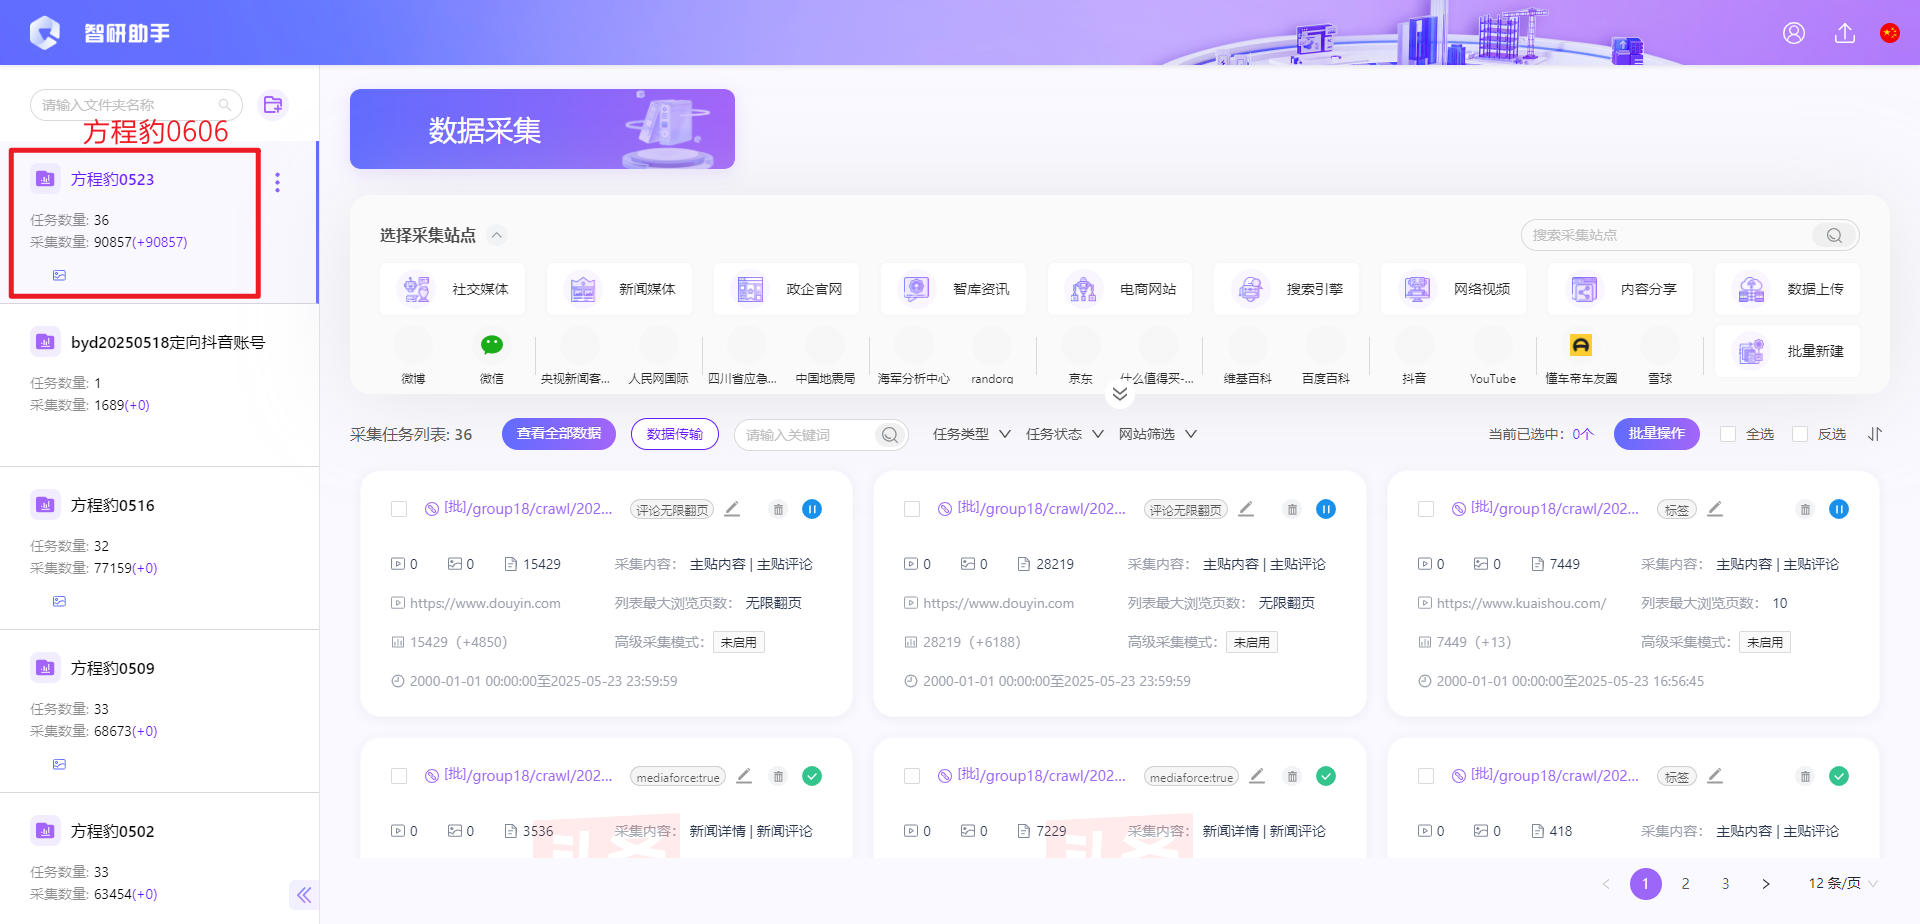 智研助手
请输入文件夹名称
方程豹0606
方程豹0523
任务数量: 36
采集数量: 90857(+90857)
byd20250518定向抖音账号
任务数量: 1
采集数量: 1689(+0)
方程豹0516
任务数量: 32
采集数量: 77159(+0)
方程豹0509
任务数量: 33
采集数量: 68673(+0)
方程豹0502
任务数量: 33
采集数量: 63454(+0)
数据采集
选择采集站点
搜索采集站点
社交媒体 新闻媒体 政企官网 智库资讯 电商网站 搜索引擎 网络视频 内容分享 数据上传
微博 微信 央视新闻客... 人民网国际 四川省应急... 中国地震局 海军分析中心 randorg 京东 什么值得买-... 维基百科 百度百科 抖音 YouTube 懂车帝车友圈 雪球
批量新建
采集任务列表: 36 查看全部数据 数据传输 请输入关键词 任务类型 任务状态 网站筛选 当前已选中: 0个 批量操作 全选 反选
[批]/group18/crawl/202... 评论无限翻页
0 0 15429 采集内容: 主贴内容 | 主贴评论
https://www.douyin.com 列表最大浏览页数: 无限翻页
15429 (+4850) 高级采集模式: 未启用
2000-01-01 00:00:00至2025-05-23 23:59:59
[批]/group18/crawl/202... 评论无限翻页
0 0 28219 采集内容: 主贴内容 | 主贴评论
https://www.douyin.com 列表最大浏览页数: 无限翻页
28219 (+6188) 高级采集模式: 未启用
2000-01-01 00:00:00至2025-05-23 23:59:59
[批]/group18/crawl/202... 标签
0 0 7449 采集内容: 主贴内容 | 主贴评论
https://www.kuaishou.com/ 列表最大浏览页数: 10
7449 (+13) 高级采集模式: 未启用
2000-01-01 00:00:00至2025-05-23 16:56:45
[批]/group18/crawl/202... mediaforce:true
0 0 3536 采集内容: 新闻详情 | 新闻评论
[批]/group18/crawl/202... mediaforce:true
0 0 7229 采集内容: 新闻详情 | 新闻评论
[批]/group18/crawl/202... 标签
0 0 418 采集内容: 主贴内容 | 主贴评论
< 1 2 3 > 12 条/页